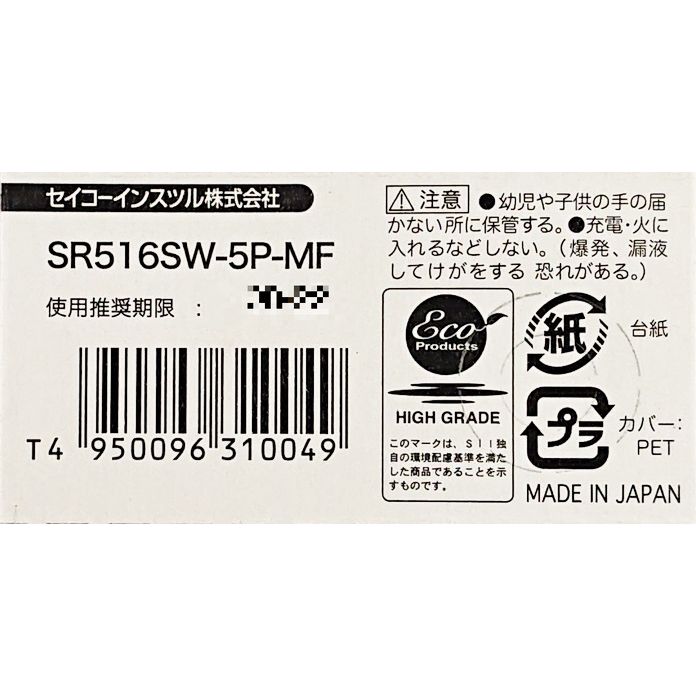 セイコーインスツル株式会社
SR516SW-5P-MF
使用推奨期限 :
T4 950096 310049
⚠ 注意 ●幼児や子供の手の届
かない所に保管する。●充電・火に
入れるなどしない。（爆発、漏液
してけがをする 恐れがある。）
Eco
Products
HIGH GRADE
このマークは、SII独
自の環境配慮基準を満た
した商品であることを示
すものです。
紙
台紙
プラ
カバー:
PET
MADE IN JAPAN